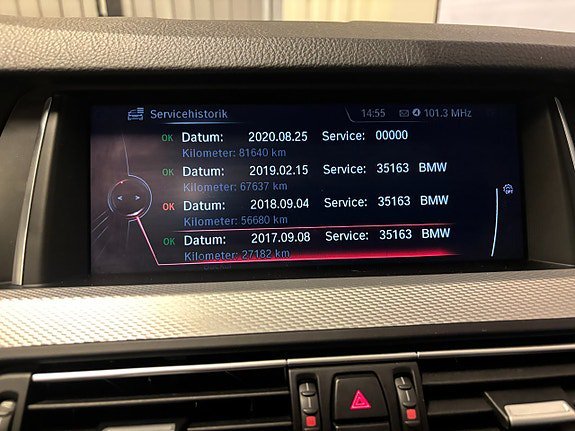 Servicehistorik 14:55 101.3 MHz
OK Datum: 2020.08.25 Service: 00000
Kilometer: 81640 km
OK Datum: 2019.02.15 Service: 35163 BMW
Kilometer: 67637 km
OK Datum: 2018.09.04 Service: 35163 BMW
Kilometer: 56680 km
OK Datum: 2017.09.08 Service: 35163 BMW
Kilometer: 27182 km
OFF